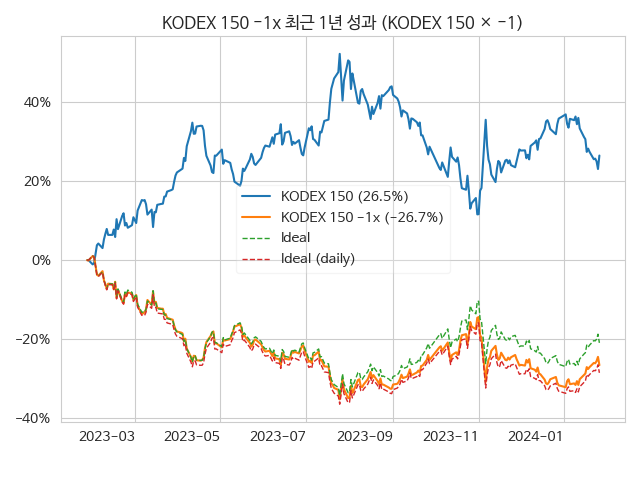 KODEX 150 −1x 최근 1년 성과 (KODEX 150 × −1)
40%
20%
0%
−20%
−40%
KODEX 150 (26.5%)
KODEX 150 −1x (−26.7%)
Ideal
Ideal (daily)
2023−03 2023−05 2023−07 2023−09 2023−11 2024−01